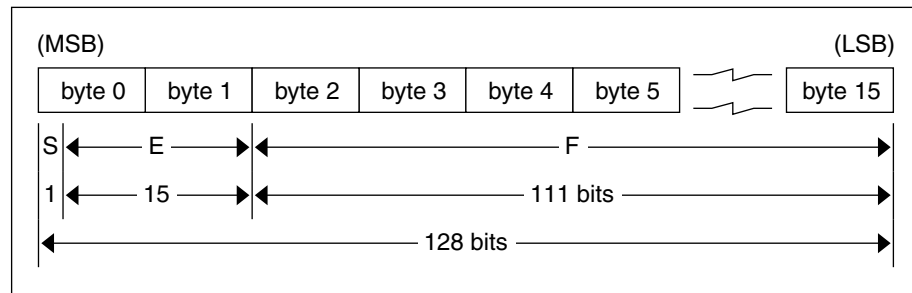 (MSB) (LSB)
byte 0 byte 1 byte 2 byte 3 byte 4 byte 5 byte 15
S E F
1 15 111 bits
128 bits